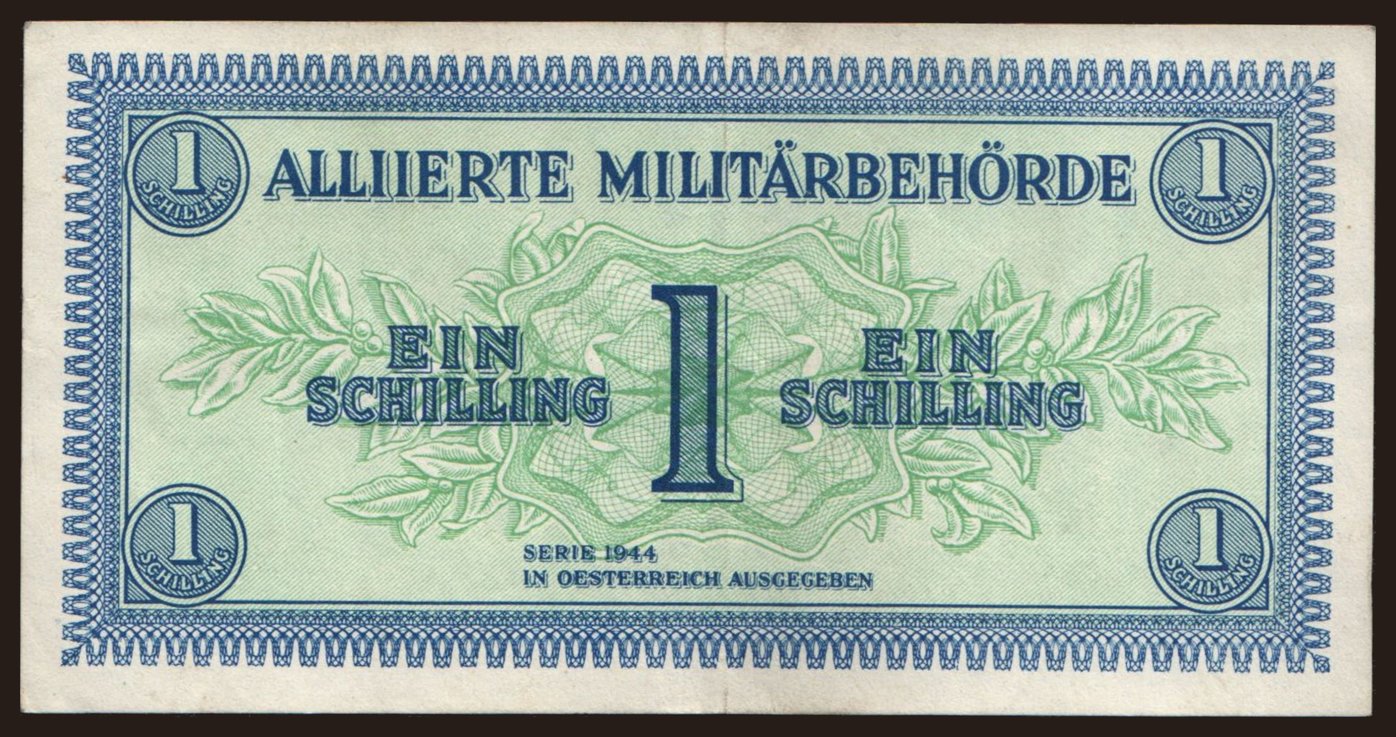 1 SCHILLING
ALLIIERTE MILITÄRBEHÖRDE
1 SCHILLING
EIN
SCHILLING
1
EIN
SCHILLING
1 SCHILLING
SERIE 1944
IN OESTERREICH AUSGEGEBEN
1 SCHILLING